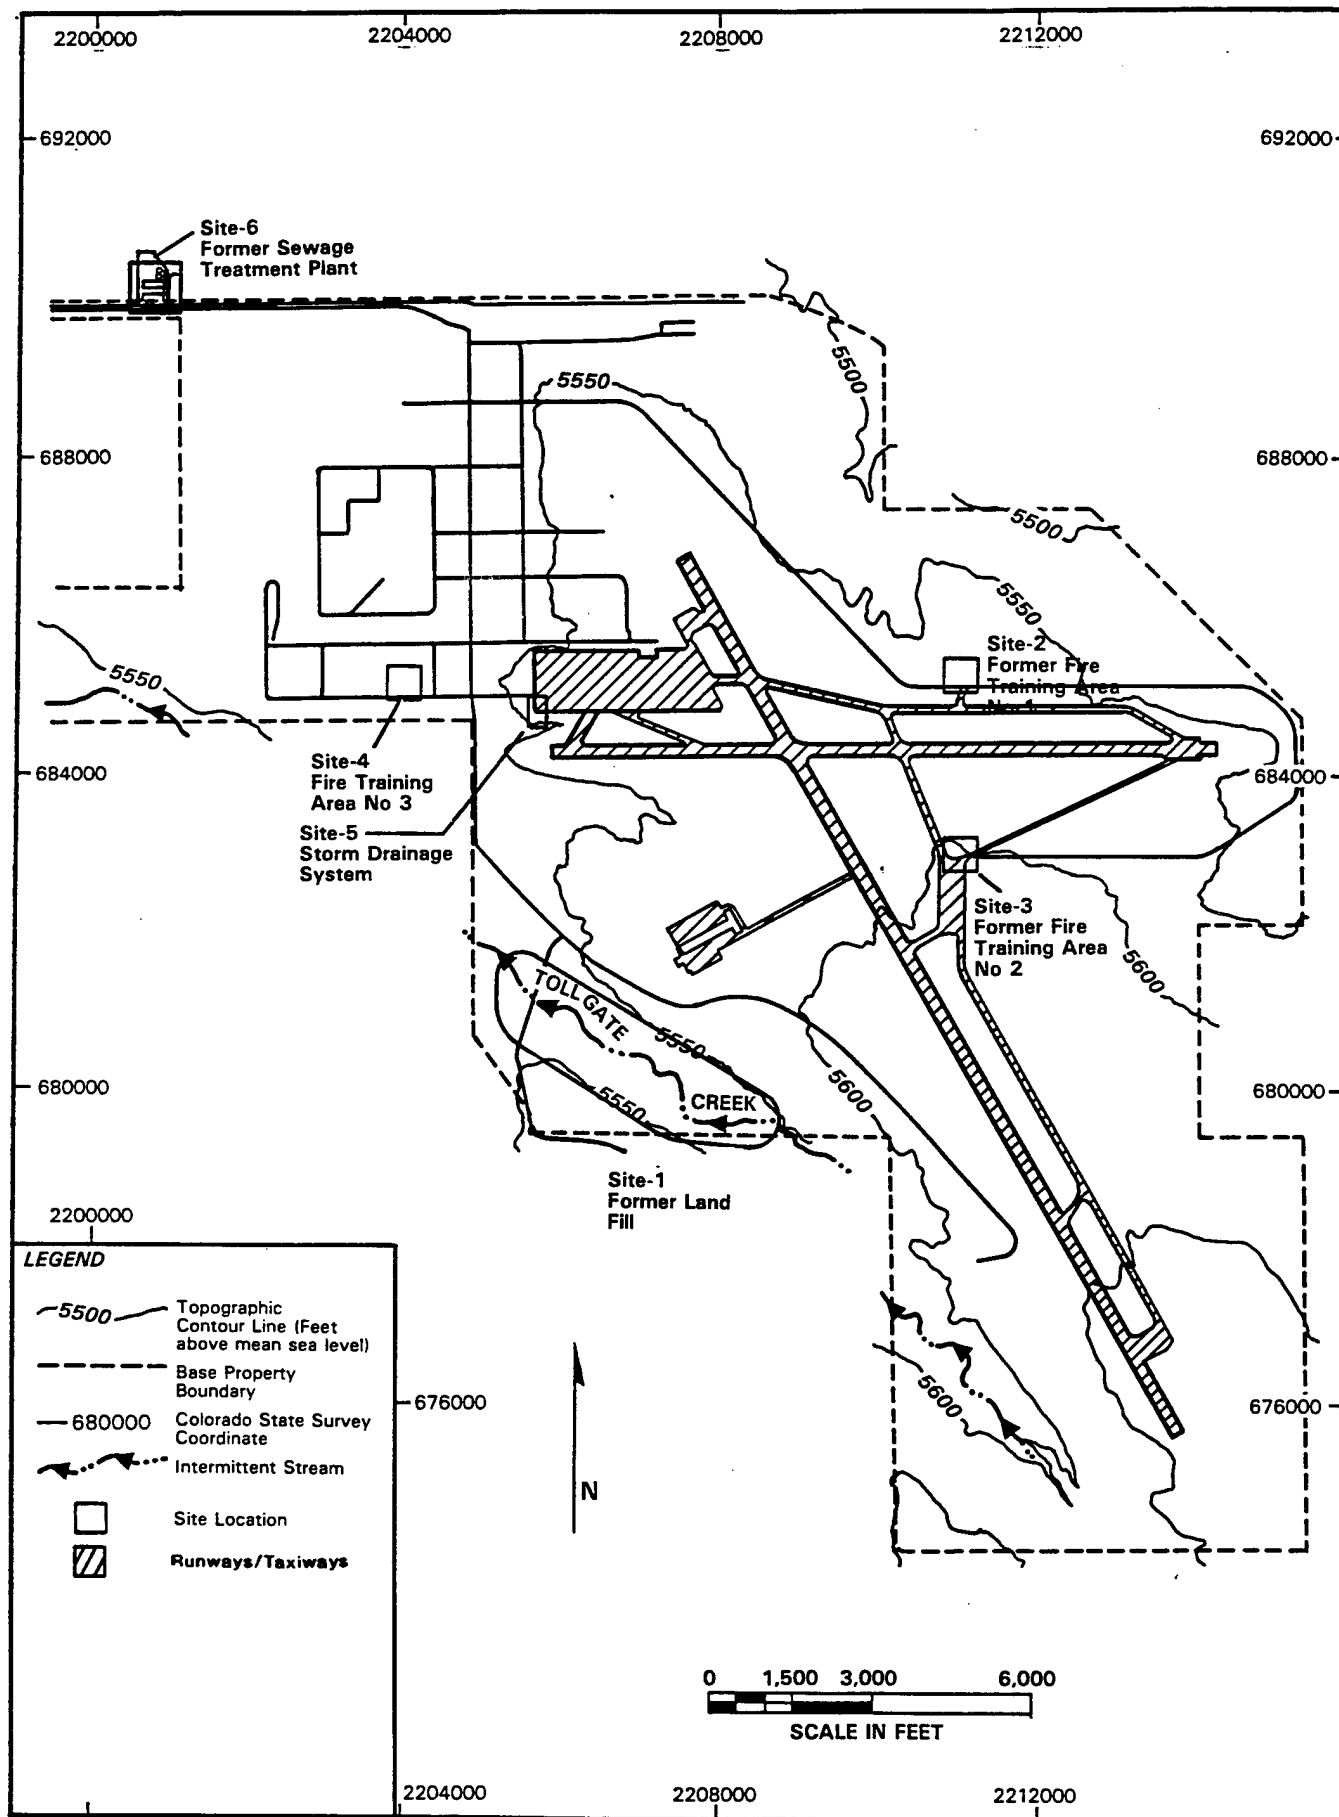 2200000
2204000
2208000
2212000
692000
692000
Site-6
Former Sewage
Treatment Plant
5500
5550
688000
688000
5500
5550
Site-2
Former Fire
Training Area
No 1
5550
Site-4
Fire Training
Area No 3
684000
684000
Site-5
Storm Drainage
System
Site-3
Former Fire
Training Area
No 2
5600
TOLL GATE
5550
5600
680000
680000
5550
CREEK
Site-1
Former Land
Fill
2200000
LEGEND
5500
Topographic
Contour Line (Feet
above mean sea level)
Base Property
Boundary
680000
Colorado State Survey
Coordinate
Intermittent Stream
Site Location
Runways/Taxiways
676000
676000
5600
N
0 1,500 3,000 6,000
SCALE IN FEET
2204000
2208000
2212000